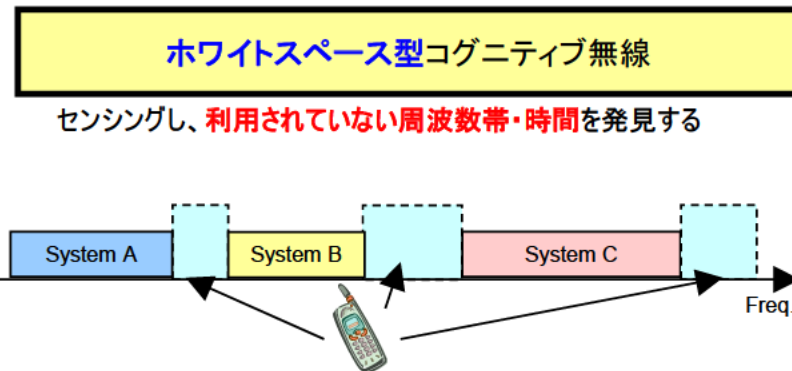 ホワイトスペース型コグニティブ無線
センシングし、利用されていない周波数帯・時間を発見する
System A
System B
System C
Freq.